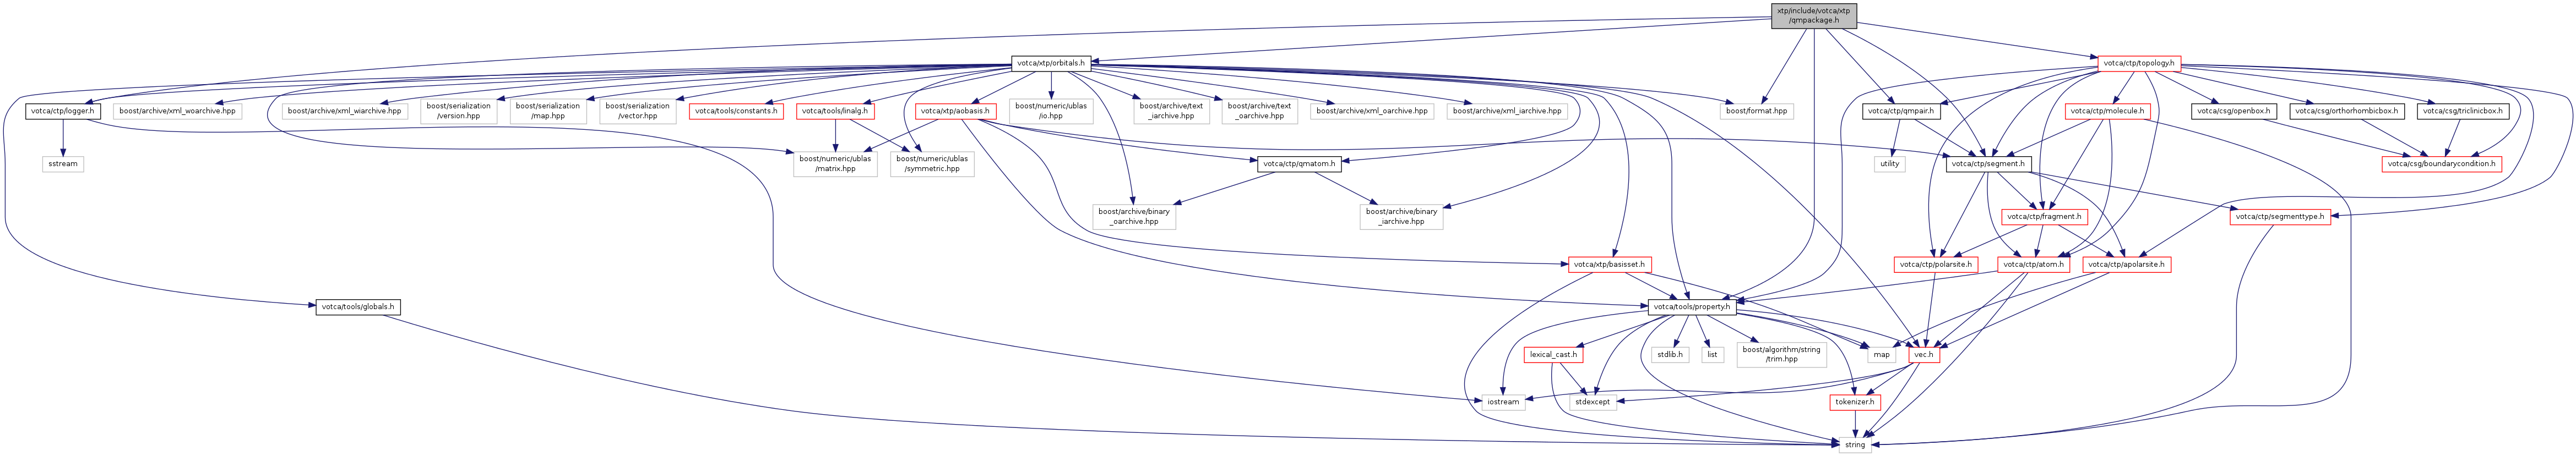 xtp/include/votca/xtp
/qmpackage.h
votca/xtp/orbitals.h
votca/ctp/topology.h
votca/ctp/logger.h
boost/archive/xml_woarchive.hpp
boost/archive/xml_wiarchive.hpp
boost/serialization
/version.hpp
boost/serialization
/map.hpp
boost/serialization
/vector.hpp
votca/tools/constants.h
votca/tools/linalg.h
votca/xtp/aobasis.h
boost/numeric/ublas
/io.hpp
boost/archive/text
_iarchive.hpp
boost/archive/text
_oarchive.hpp
boost/archive/xml_oarchive.hpp
boost/archive/xml_iarchive.hpp
boost/format.hpp
votca/ctp/qmpair.h
votca/ctp/molecule.h
votca/csg/openbox.h
votca/csg/orthorhombicbox.h
votca/csg/triclinicbox.h
sstream
boost/numeric/ublas
/matrix.hpp
boost/numeric/ublas
/symmetric.hpp
votca/ctp/qmatom.h
utility
votca/ctp/segment.h
votca/csg/boundarycondition.h
boost/archive/binary
_oarchive.hpp
boost/archive/binary
_iarchive.hpp
votca/ctp/fragment.h
votca/ctp/segmenttype.h
votca/xtp/basisset.h
votca/ctp/polarsite.h
votca/ctp/atom.h
votca/ctp/apolarsite.h
votca/tools/globals.h
votca/tools/property.h
lexical_cast.h
stdlib.h
list
boost/algorithm/string
/trim.hpp
map
vec.h
iostream
stdexcept
tokenizer.h
string